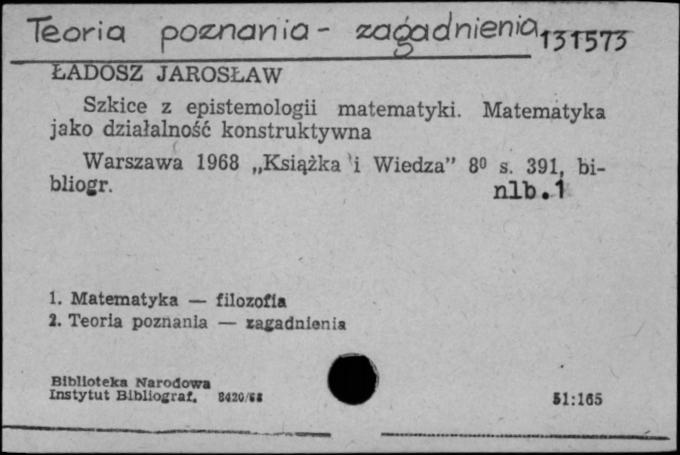 Teoria poznania - zagadnienia 131573
ŁADOSZ JAROSŁAW
Szkice z epistemologii matematyki. Matematyka
jako działalność konstruktywna
Warszawa 1968 „Książka i Wiedza” 8⁰ s. 391, bi-
bliogr. nlb.1
1. Matematyka — filozofia
2. Teoria poznania — zagadnienia
Biblioteka Narodowa
Instytut Bibliograf. 8420/68 51:165